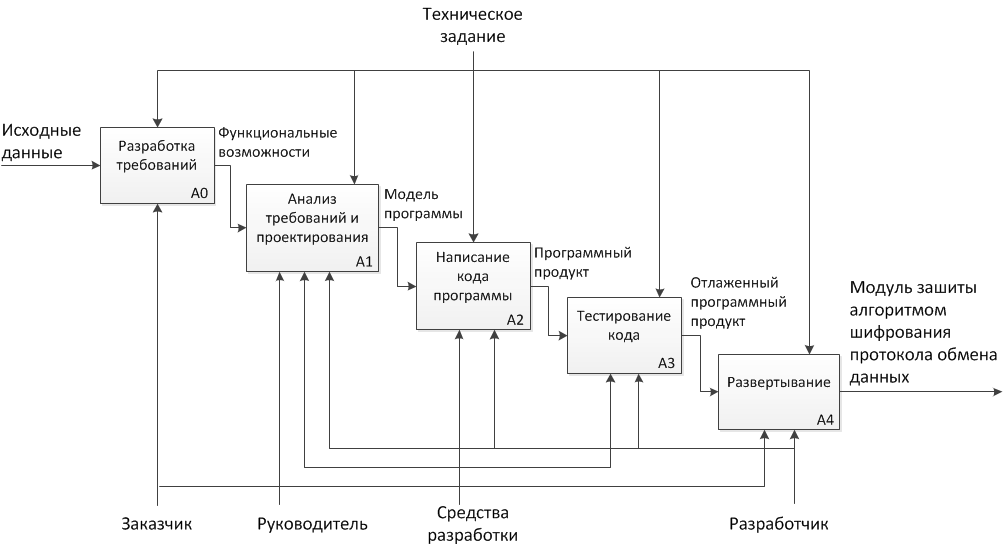 Техническое
задание
Исходные
данные
Разработка
требований
A0
Функциональные
возможности
Анализ
требований и
проектирования
A1
Модель
программы
Написание
кода
программы
A2
Программный
продукт
Тестирование
кода
A3
Отлаженный
программный
продукт
Развертывание
A4
Модуль зашиты
алгоритмом
шифрования
протокола обмена
данных
Заказчик
Руководитель
Средства
разработки
Разработчик